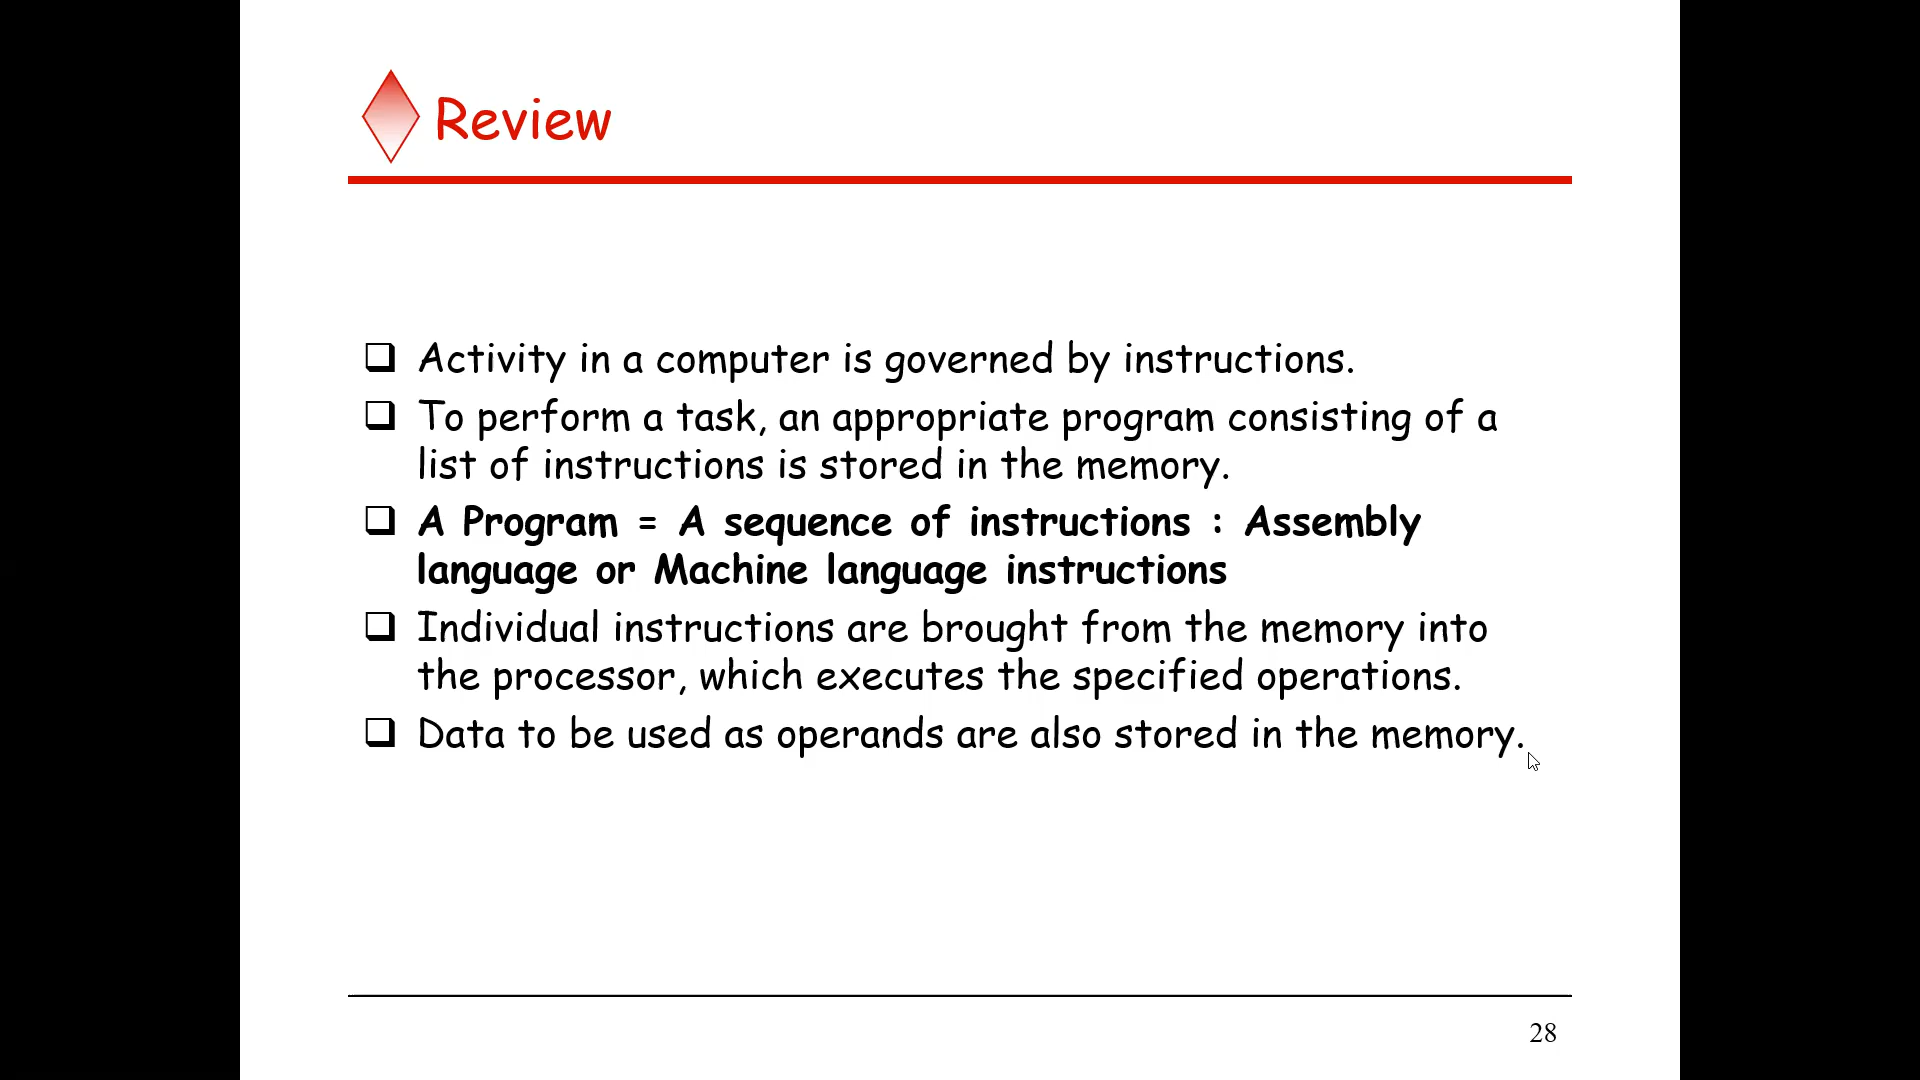 Review
Activity in a computer is governed by instructions.
To perform a task, an appropriate program consisting of a
list of instructions is stored in the memory.
A Program = A sequence of instructions : Assembly
language or Machine language instructions
Individual instructions are brought from the memory into
the processor, which executes the specified operations.
Data to be used as operands are also stored in the memory.
28